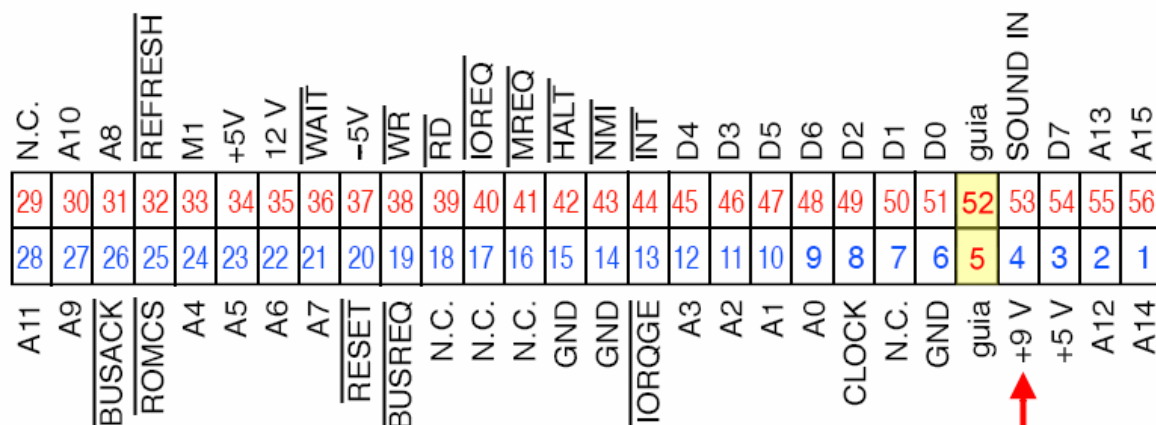 N.C. A10 A8 REFRESH M1 +5V 12 V WAIT –5V WR RD IOREQ MREQ HALT NMI INT D4 D3 D5 D6 D2 D1 D0 guia SOUND IN D7 A13 A15
29 30 31 32 33 34 35 36 37 38 39 40 41 42 43 44 45 46 47 48 49 50 51 52 53 54 55 56
28 27 26 25 24 23 22 21 20 19 18 17 16 15 14 13 12 11 10 9 8 7 6 5 4 3 2 1
A11 A9 BUSACK ROMCS A4 A5 A6 A7 RESET BUSREQ N.C. N.C. N.C. GND GND IORQGE A3 A2 A1 A0 CLOCK N.C. GND guia +9 V +5 V A12 A14